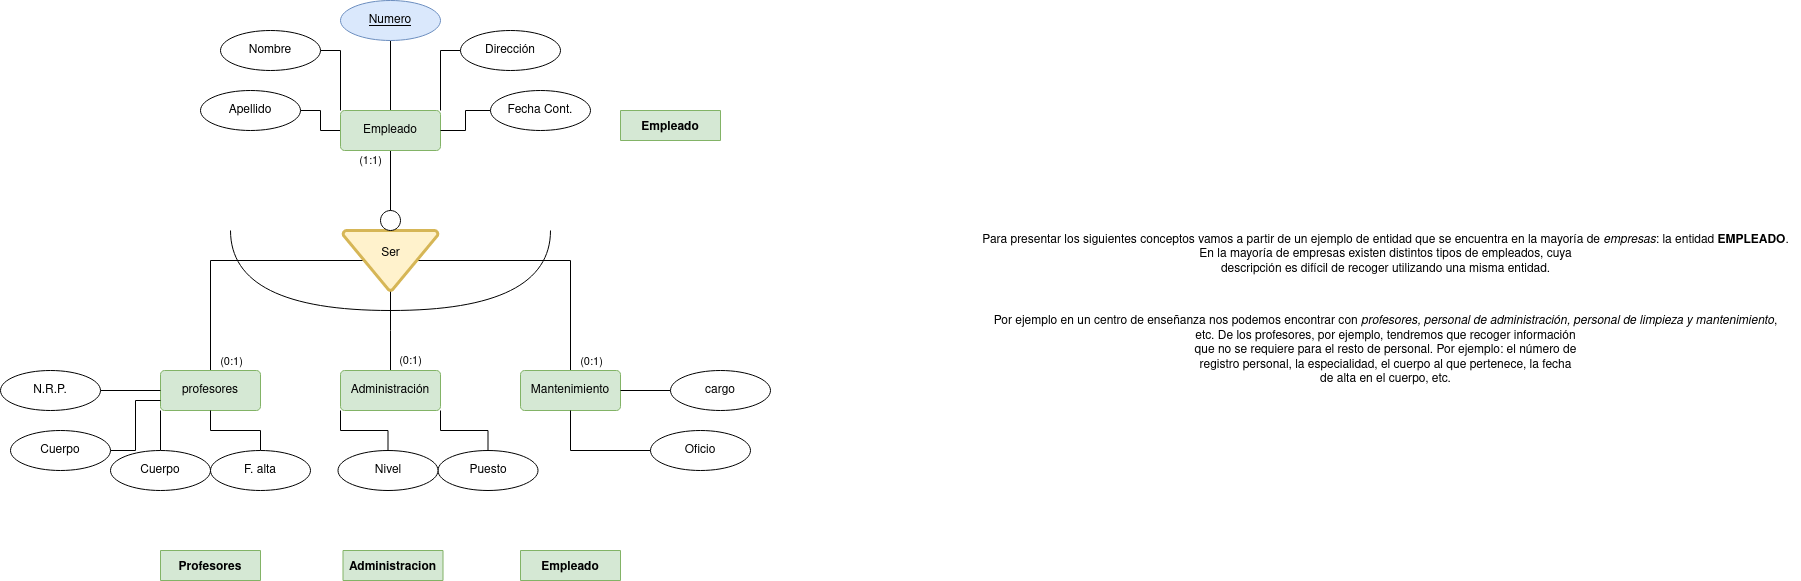 Numero
Nombre
Dirección
Apellido
Fecha Cont.
Empleado
Empleado
(1:1)
Ser
Para presentar los siguientes conceptos vamos a partir de un ejemplo de entidad que se encuentra en la mayoría de empresas: la entidad EMPLEADO.
En la mayoría de empresas existen distintos tipos de empleados, cuya
descripción es difícil de recoger utilizando una misma entidad.
Por ejemplo en un centro de enseñanza nos podemos encontrar con profesores, personal de administración, personal de limpieza y mantenimiento,
etc. De los profesores, por ejemplo, tendremos que recoger información
que no se requiere para el resto de personal. Por ejemplo: el número de
registro personal, la especialidad, el cuerpo al que pertenece, la fecha
de alta en el cuerpo, etc.
(0:1)
(0:1)
(0:1)
N.R.P.
profesores
Administración
Mantenimiento
cargo
Cuerpo
Cuerpo
F. alta
Nivel
Puesto
Oficio
Profesores
Administracion
Empleado